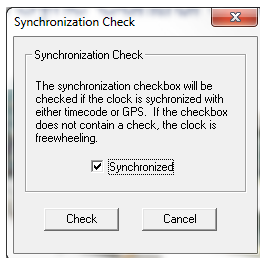 Synchronization Check
Synchronization Check
The synchronization checkbox will be
checked if the clock is sychronized with
either timecode or GPS.  If the checkbox
does not contain a check, the clock is
freewheeling.
Synchronized
Check
Cancel